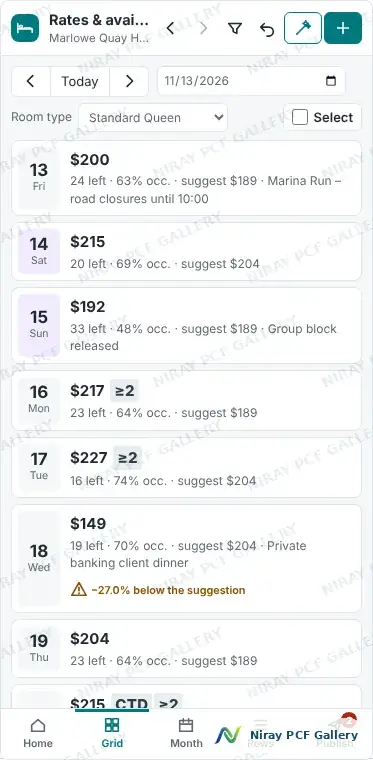 Rates & avai...
Marlowe Quay H...
Today
11/13/2026
Room type
Standard Queen
Select
13
Fri
$200
24 left · 63% occ. · suggest $189 · Marina Run –
road closures until 10:00
14
Sat
$215
20 left · 69% occ. · suggest $204
15
Sun
$192
33 left · 48% occ. · suggest $189 · Group block
released
16
Mon
$217 ≥2
23 left · 64% occ. · suggest $189
17
Tue
$227 ≥2
16 left · 74% occ. · suggest $204
18
Wed
$149
19 left · 70% occ. · suggest $204 · Private
banking client dinner
−27.0% below the suggestion
19
Thu
$204
23 left · 64% occ. · suggest $189
$215 CTD ≥2
Home
Grid
Month
Rows
Publish
Niray PCF Gallery
NIRAY PCF GALLERY